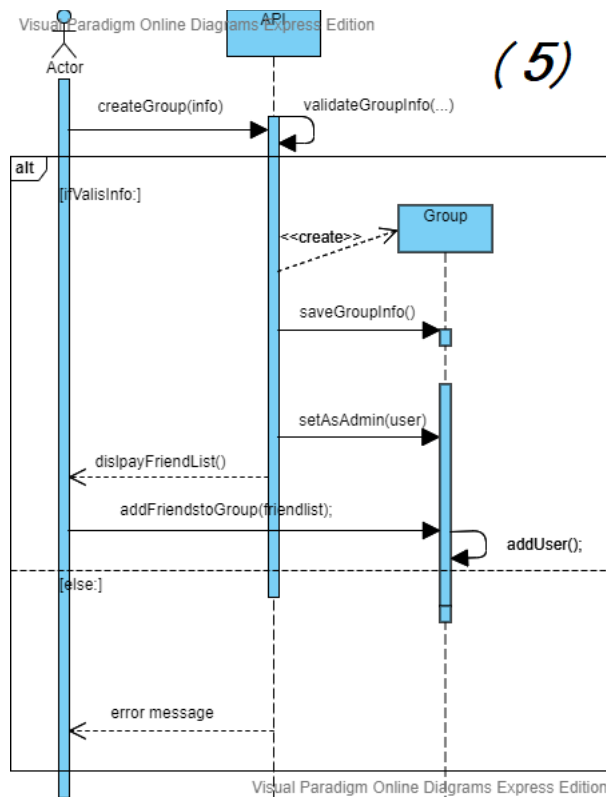 Visual Paradigm Online Diagrams Express Edition
API
(5)
Actor
createGroup(info)
validateGroupInfo(...)
alt
[ifValisInfo:]
Group
<<create>>
saveGroupInfo()
setAsAdmin(user)
dislpayFriendList()
addFriendstoGroup(friendlist);
addUser();
[else:]
error message
Visual Paradigm Online Diagrams Express Edition